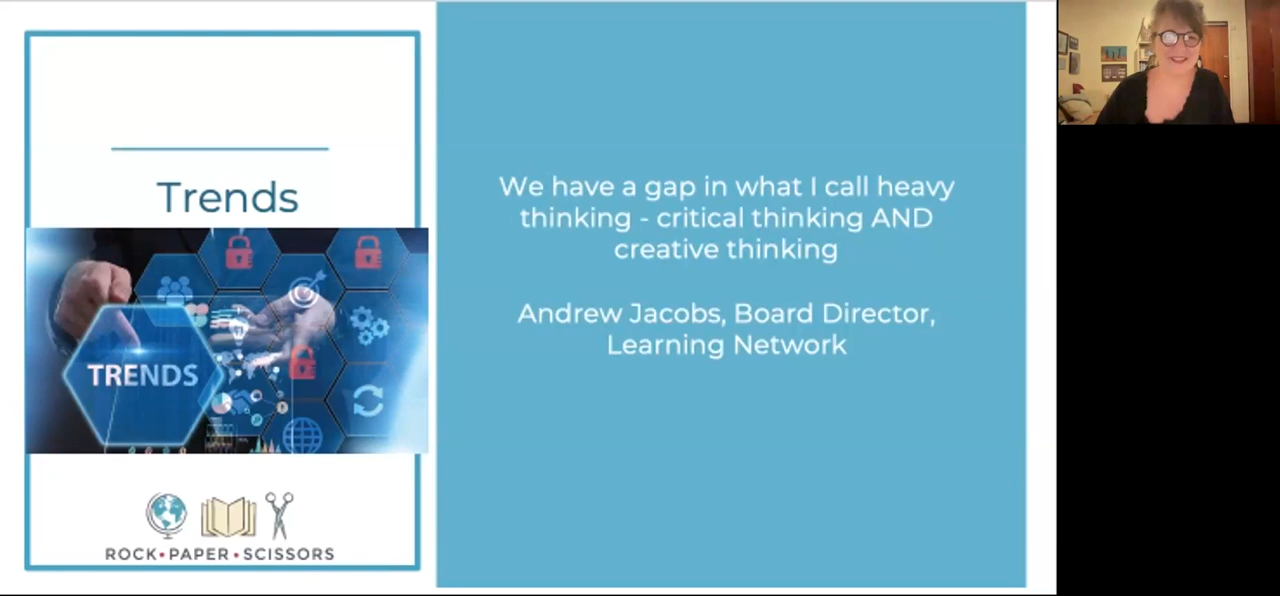 Trends
TRENDS
ROCK•PAPER•SCISSORS
We have a gap in what I call heavy
thinking - critical thinking AND
creative thinking
Andrew Jacobs, Board Director,
Learning Network